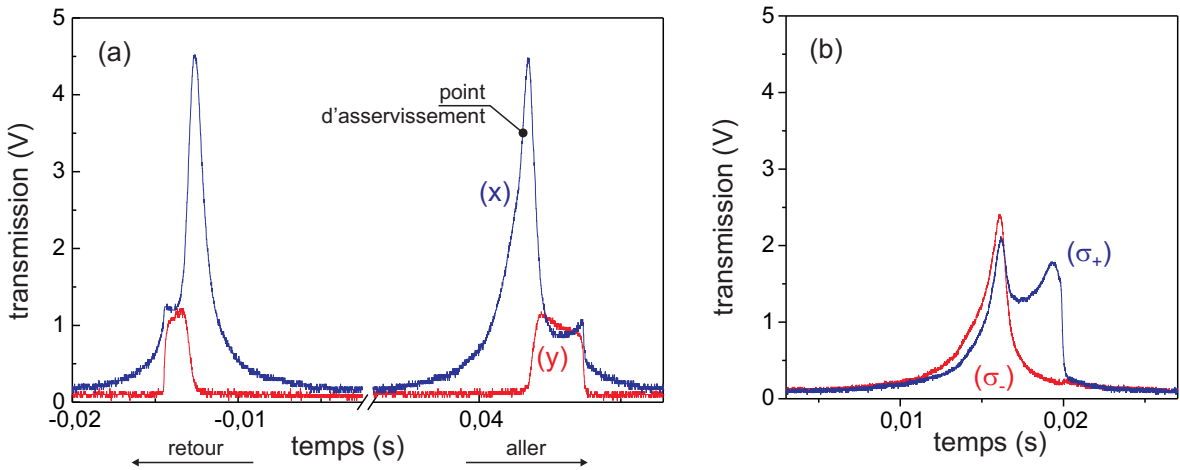 (a)
5
4
3
2
1
0
transmission (V)
point
d'asservissement
(x)
(y)
-0,02
-0,01
0,04
temps (s)
retour
aller
(b)
5
4
3
2
1
0
transmission (V)
(σ+)
(σ-)
0,01
0,02
temps (s)